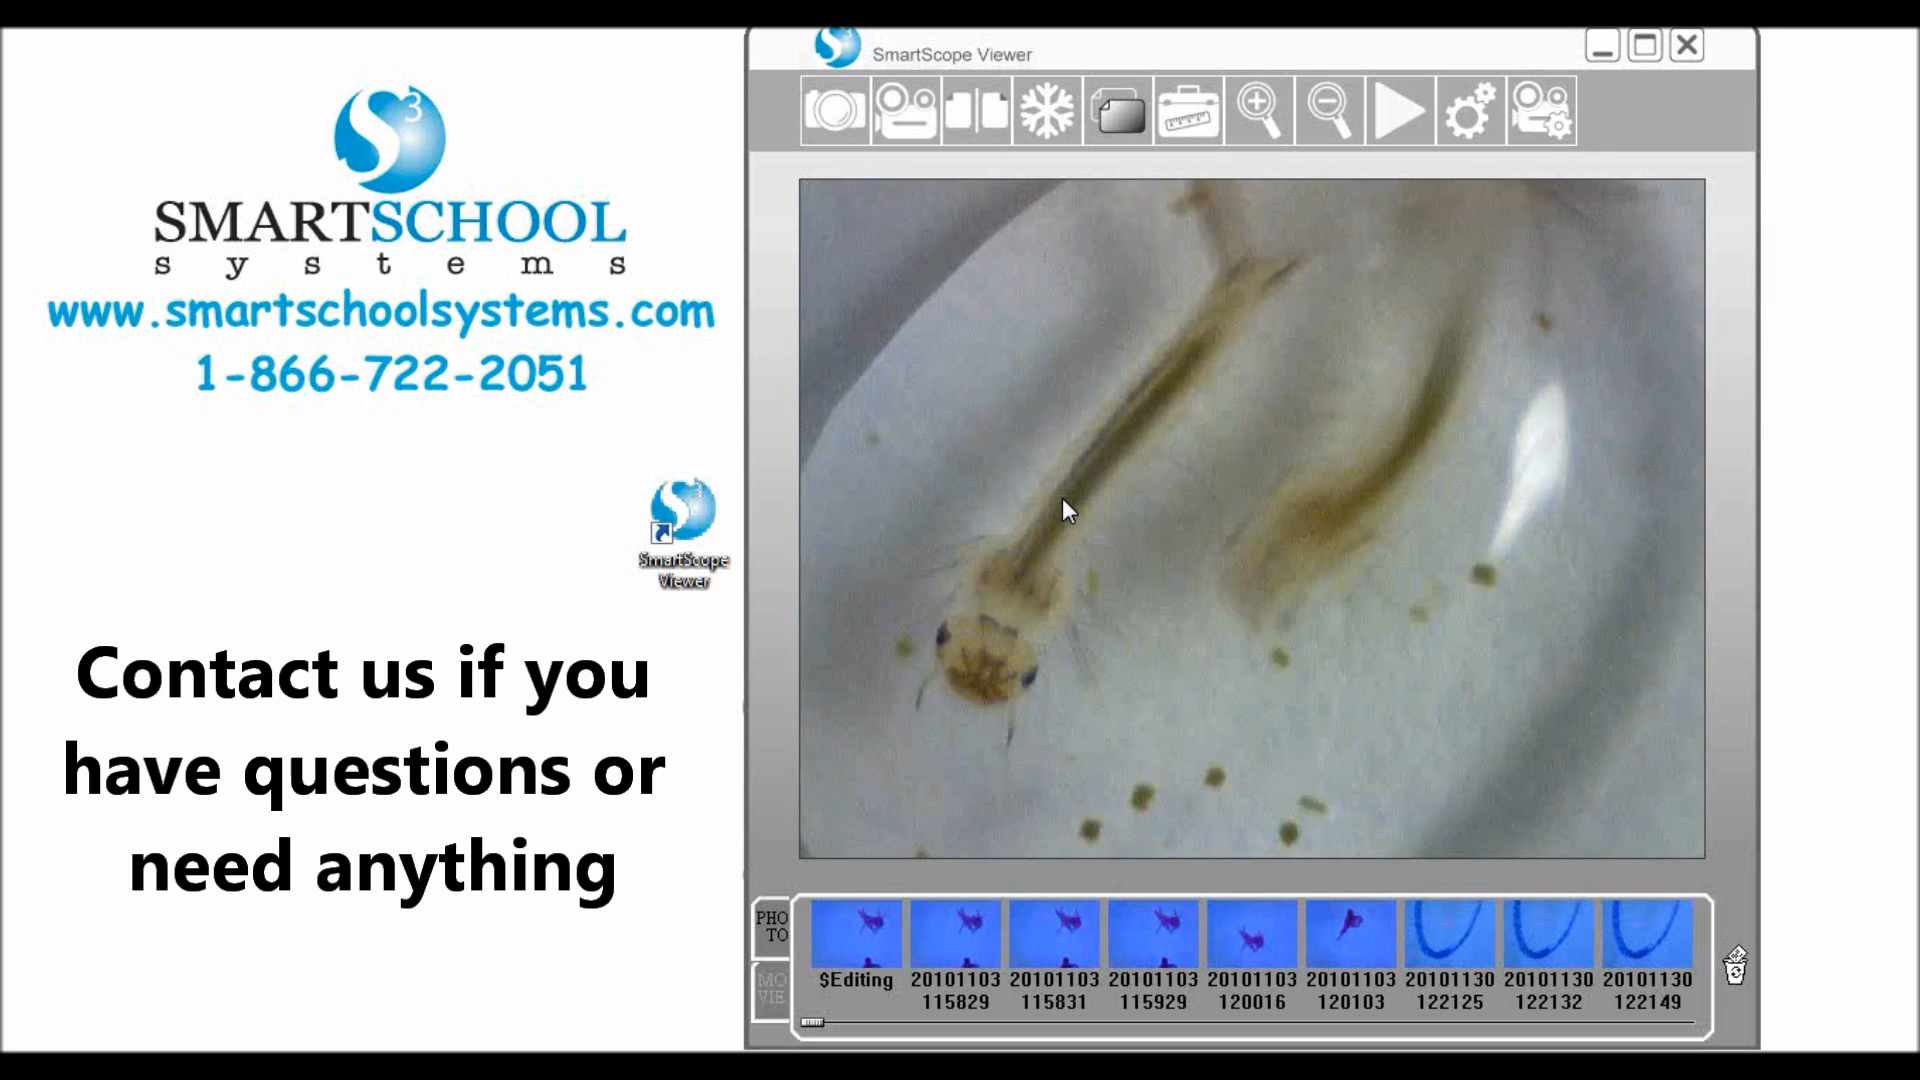 3
SMARTSCHOOL
systems
www.smartschoolsystems.com
1-866-722-2051
SmartScope
Viewer
Contact us if you
have questions or
need anything
SmartScope Viewer
PHO
TO
MO
VIE
$Editing
20101103
115829
20101103
115831
20101103
115929
20101103
120016
20101103
120103
20101130
122125
20101130
122132
20101130
122149